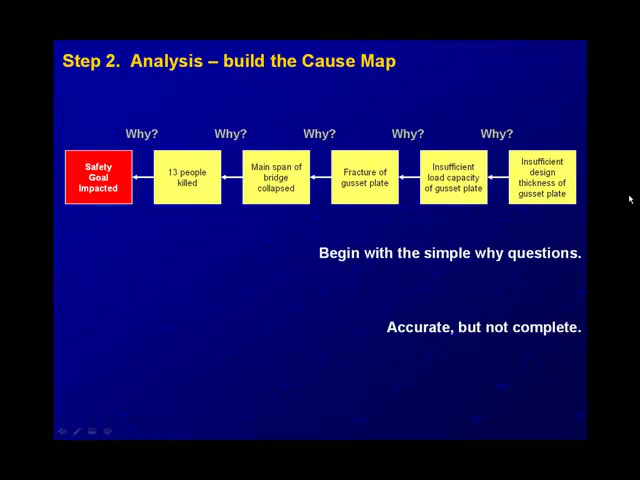 Step 2.  Analysis – build the Cause Map
Why? Why? Why? Why? Why?
Safety
Goal
Impacted
13 people
killed
Main span of
bridge
collapsed
Fracture of
gusset plate
Insufficient
load capacity
of gusset plate
Insufficient
design
thickness of
gusset plate
Begin with the simple why questions.
Accurate, but not complete.